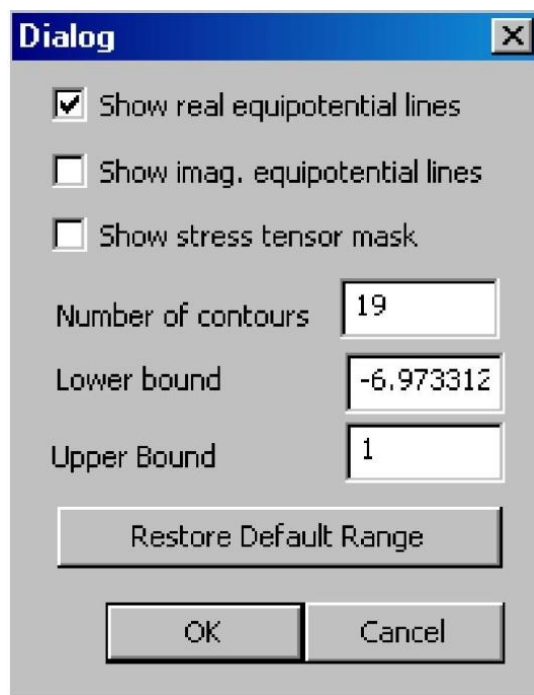 Dialog
Show real equipotential lines
Show imag. equipotential lines
Show stress tensor mask
Number of contours 19
Lower bound -6.973312
Upper Bound 1
Restore Default Range
OK Cancel